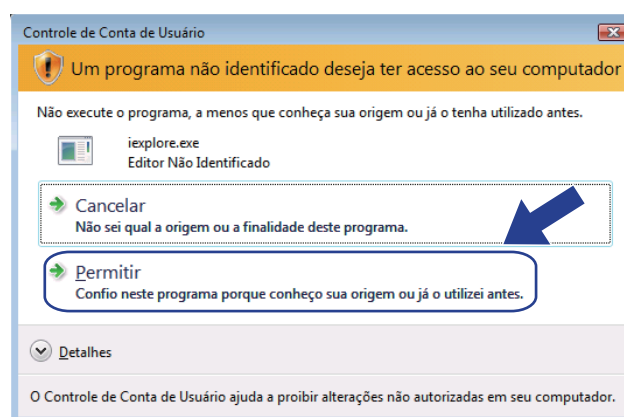 Controle de Conta de Usuário
Um programa não identificado deseja ter acesso ao seu computador
Não execute o programa, a menos que conheça sua origem ou já o tenha utilizado antes.
iexplore.exe
Editor Não Identificado
Cancelar
Não sei qual a origem ou a finalidade deste programa.
Permitir
Confio neste programa porque conheço sua origem ou já o utilizei antes.
Detalhes
O Controle de Conta de Usuário ajuda a proibir alterações não autorizadas em seu computador.